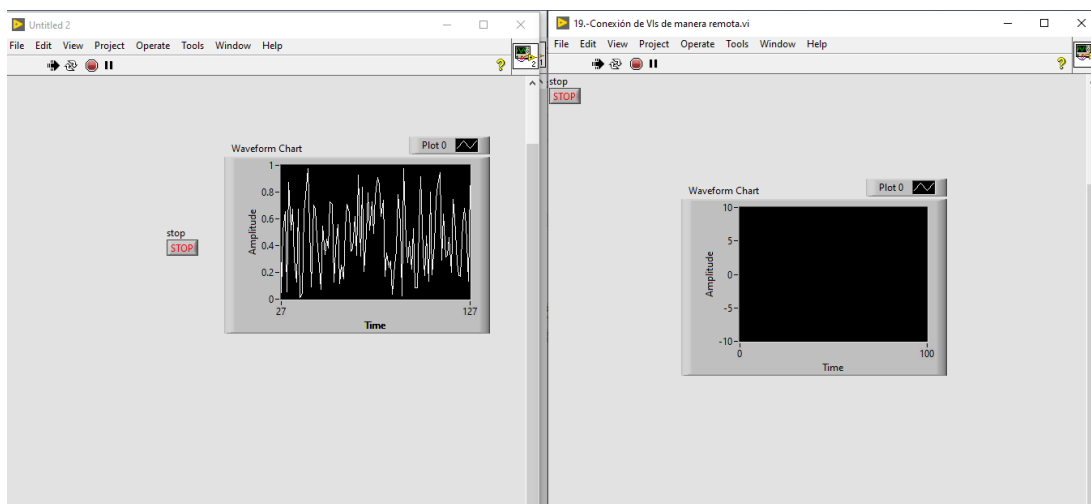 Untitled 2
File Edit View Project Operate Tools Window Help
2
1
Waveform Chart
Plot 0
1
0.8
0.6
0.4
0.2
0
Amplitude
27
127
Time
stop
STOP
19.-Conexión de VIs de manera remota.vi
File Edit View Project Operate Tools Window Help
stop
STOP
Waveform Chart
Plot 0
10
5
0
-5
-10
Amplitude
0
100
Time